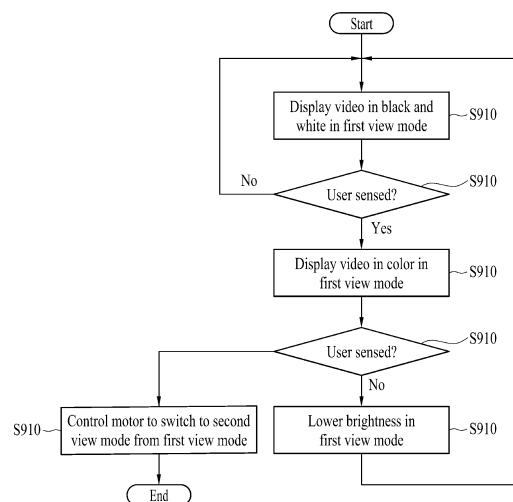 Start
Display video in black and
white in first view mode
S910
User sensed?
S910
No
Yes
Display video in color in
first view mode
S910
User sensed?
S910
No
S910
Control motor to switch to second
view mode from first view mode
Lower brightness in
first view mode
S910
End